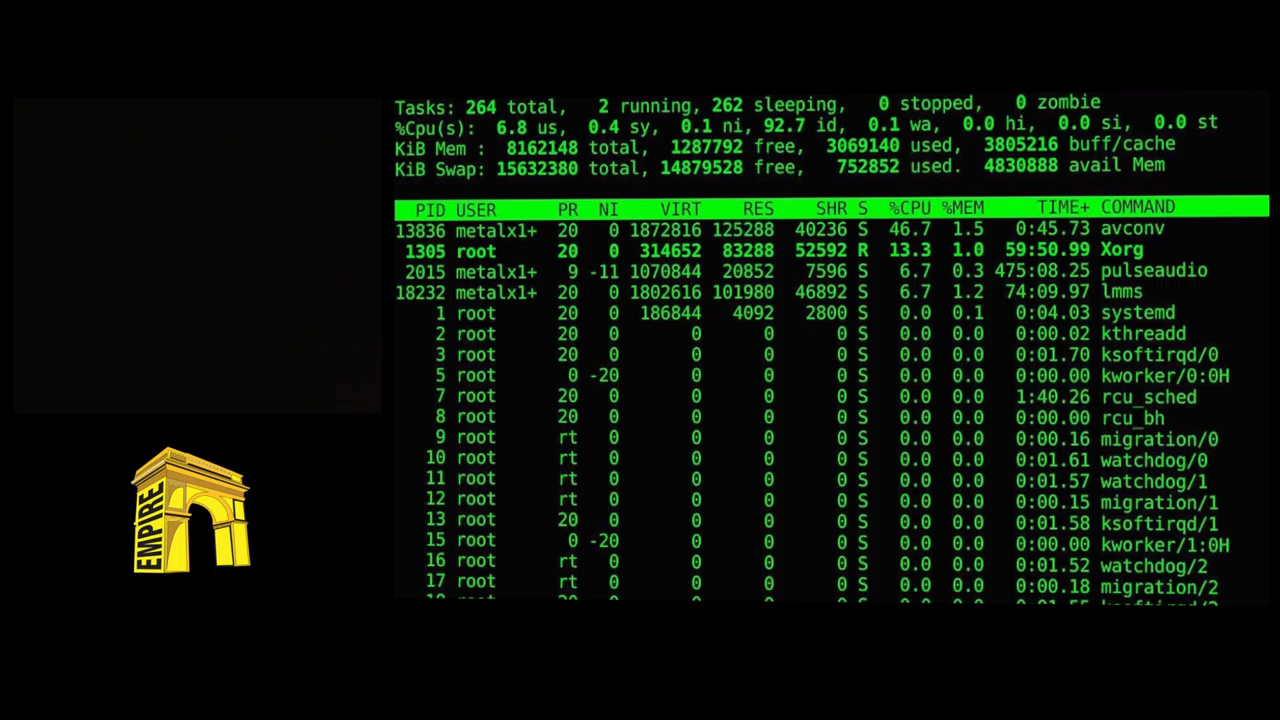 Tasks: 264 total, 2 running, 262 sleeping, 0 stopped, 0 zombie
%Cpu(s): 6.8 us, 0.4 sy, 0.1 ni, 92.7 id, 0.1 wa, 0.0 hi, 0.0 si, 0.0 st
KiB Mem : 8162148 total, 1287792 free, 3069140 used, 3805216 buff/cache
KiB Swap: 15632380 total, 14879528 free, 752852 used. 4830888 avail Mem
PID USER PR NI VIRT RES SHR S %CPU %MEM TIME+ COMMAND
13836 metalx1+ 20 0 1872816 125288 40236 S 46.7 1.5 0:45.73 avconv
1305 root 20 0 314652 83288 52592 R 13.3 1.0 59:50.99 Xorg
2015 metalx1+ 9 -11 1070844 20852 7596 S 6.7 0.3 475:08.25 pulseaudio
18232 metalx1+ 20 0 1802616 101980 46892 S 6.7 1.2 74:09.97 lmms
1 root 20 0 186844 4092 2800 S 0.0 0.1 0:04.03 systemd
2 root 20 0 0 0 0 S 0.0 0.0 0:00.02 kthreadd
3 root 20 0 0 0 0 S 0.0 0.0 0:01.70 ksoftirqd/0
5 root 0 -20 0 0 0 S 0.0 0.0 0:00.00 kworker/0:0H
7 root 20 0 0 0 0 S 0.0 0.0 1:40.26 rcu_sched
8 root 20 0 0 0 0 S 0.0 0.0 0:00.00 rcu_bh
9 root rt 0 0 0 0 S 0.0 0.0 0:00.16 migration/0
10 root rt 0 0 0 0 S 0.0 0.0 0:01.61 watchdog/0
11 root rt 0 0 0 0 S 0.0 0.0 0:01.57 watchdog/1
12 root rt 0 0 0 0 S 0.0 0.0 0:00.15 migration/1
13 root 20 0 0 0 0 S 0.0 0.0 0:01.58 ksoftirqd/1
15 root 0 -20 0 0 0 S 0.0 0.0 0:00.00 kworker/1:0H
16 root rt 0 0 0 0 S 0.0 0.0 0:01.52 watchdog/2
17 root rt 0 0 0 0 S 0.0 0.0 0:00.18 migration/2
EMPIRE